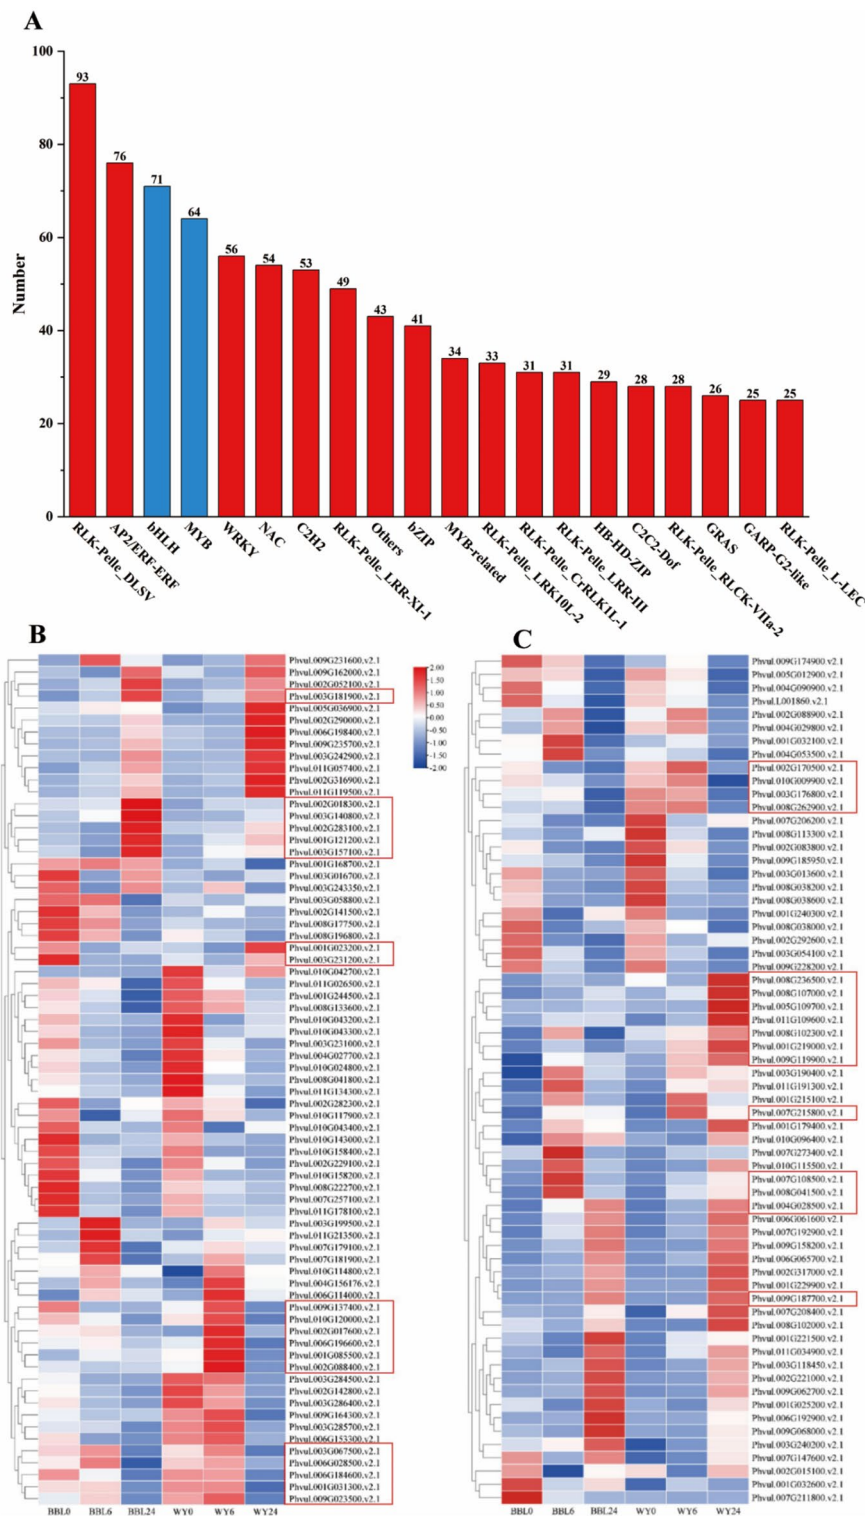 A
100
80
60
40
20
0
Number
93
76
71
64
56
54
53
49
43
41
34
33
31
31
29
28
28
26
25
25
RLK-Pelle_DLSV
AP2/ERF-ERF
bHLH
MYB
WRKY
NAC
C2H2
RLK-Pelle_LRR-XI-1
Others
bZIP
MYB-related
RLK-Pelle_LRK10L-2
RLK-Pelle_CrRLK1L-1
RLK-Pelle_LRR-III
HB-HD-ZIP
C2C2-Dof
RLK-Pelle_RLCK-VIIa-2
GRAS
GARP-G2-like
RLK-Pelle_L-LEC
B
Phvul.009G231600.v2.1
Phvul.009G162000.v2.1
Phvul.002G052100.v2.1
Phvul.003G181900.v2.1
Phvul.005G036900.v2.1
Phvul.002G290000.v2.1
Phvul.006G198400.v2.1
Phvul.009G235700.v2.1
Phvul.003G242900.v2.1
Phvul.011G057400.v2.1
Phvul.002G316900.v2.1
Phvul.011G119500.v2.1
Phvul.002G018300.v2.1
Phvul.003G140800.v2.1
Phvul.002G283100.v2.1
Phvul.001G121200.v2.1
Phvul.003G157100.v2.1
Phvul.001G168700.v2.1
Phvul.003G016700.v2.1
Phvul.003G243350.v2.1
Phvul.003G058800.v2.1
Phvul.002G141500.v2.1
Phvul.008G177500.v2.1
Phvul.008G196800.v2.1
Phvul.001G023200.v2.1
Phvul.003G231200.v2.1
Phvul.010G042700.v2.1
Phvul.011G026500.v2.1
Phvul.001G244500.v2.1
Phvul.008G133600.v2.1
Phvul.010G043200.v2.1
Phvul.010G043300.v2.1
Phvul.003G231000.v2.1
Phvul.004G027700.v2.1
Phvul.010G024800.v2.1
Phvul.008G041800.v2.1
Phvul.011G134300.v2.1
Phvul.002G282300.v2.1
Phvul.010G117900.v2.1
Phvul.010G043400.v2.1
Phvul.010G143000.v2.1
Phvul.010G158400.v2.1
Phvul.002G229100.v2.1
Phvul.010G158200.v2.1
Phvul.008G222700.v2.1
Phvul.007G257100.v2.1
Phvul.011G178100.v2.1
Phvul.003G199500.v2.1
Phvul.011G213500.v2.1
Phvul.007G179100.v2.1
Phvul.007G181900.v2.1
Phvul.010G114800.v2.1
Phvul.004G156176.v2.1
Phvul.006G114000.v2.1
Phvul.009G137400.v2.1
Phvul.010G120000.v2.1
Phvul.002G017600.v2.1
Phvul.006G196600.v2.1
Phvul.001G085500.v2.1
Phvul.002G088400.v2.1
Phvul.003G284500.v2.1
Phvul.002G142800.v2.1
Phvul.003G286400.v2.1
Phvul.009G164300.v2.1
Phvul.003G285700.v2.1
Phvul.006G153300.v2.1
Phvul.003G067500.v2.1
Phvul.006G028500.v2.1
Phvul.006G184600.v2.1
Phvul.001G031300.v2.1
Phvul.009G023500.v2.1
BBL0 BBL6 BBL24 WY0 WY6 WY24
2.00
1.50
1.00
0.50
0.00
-0.50
-1.00
-1.50
-2.00
C
Phvul.009G174900.v2.1
Phvul.005G012900.v2.1
Phvul.004G090900.v2.1
Phvul.L001860.v2.1
Phvul.002G088900.v2.1
Phvul.004G029800.v2.1
Phvul.001G032100.v2.1
Phvul.004G053500.v2.1
Phvul.002G170500.v2.1
Phvul.010G009900.v2.1
Phvul.003G176800.v2.1
Phvul.008G262900.v2.1
Phvul.007G206200.v2.1
Phvul.008G113300.v2.1
Phvul.002G083800.v2.1
Phvul.009G185950.v2.1
Phvul.003G013600.v2.1
Phvul.008G038200.v2.1
Phvul.008G038600.v2.1
Phvul.001G240300.v2.1
Phvul.008G038000.v2.1
Phvul.002G292600.v2.1
Phvul.003G054100.v2.1
Phvul.009G228200.v2.1
Phvul.008G236500.v2.1
Phvul.008G107000.v2.1
Phvul.005G109700.v2.1
Phvul.011G109600.v2.1
Phvul.008G102300.v2.1
Phvul.001G219000.v2.1
Phvul.009G119900.v2.1
Phvul.003G190400.v2.1
Phvul.011G191300.v2.1
Phvul.001G215100.v2.1
Phvul.007G215800.v2.1
Phvul.001G179400.v2.1
Phvul.010G096400.v2.1
Phvul.007G273400.v2.1
Phvul.010G115500.v2.1
Phvul.007G108500.v2.1
Phvul.008G041500.v2.1
Phvul.004G028500.v2.1
Phvul.006G061600.v2.1
Phvul.007G192900.v2.1
Phvul.009G158200.v2.1
Phvul.006G065700.v2.1
Phvul.002G317000.v2.1
Phvul.001G229900.v2.1
Phvul.009G187700.v2.1
Phvul.007G208400.v2.1
Phvul.008G102000.v2.1
Phvul.001G221500.v2.1
Phvul.011G034900.v2.1
Phvul.003G118450.v2.1
Phvul.002G221000.v2.1
Phvul.009G062700.v2.1
Phvul.001G025200.v2.1
Phvul.006G192900.v2.1
Phvul.009G068000.v2.1
Phvul.003G240200.v2.1
Phvul.007G147600.v2.1
Phvul.002G015100.v2.1
Phvul.001G032600.v2.1
Phvul.007G211800.v2.1
BBL0 BBL6 BBL24 WY0 WY6 WY24